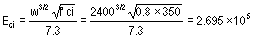 E_ci = w^3/2 √f'ci / 7.3 = 2400^3/2 √0.8 × 350 / 7.3 = 2.695 × 10^5